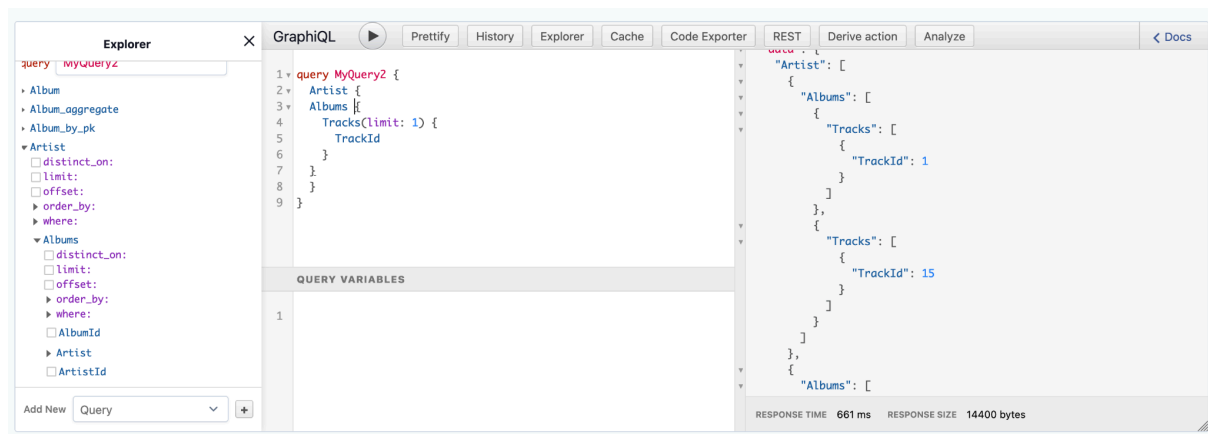 Explorer
query MyQuery2
Album
Album_aggregate
Album_by_pk
Artist
distinct_on:
limit:
offset:
order_by:
where:
Albums
distinct_on:
limit:
offset:
order_by:
where:
AlbumId
Artist
ArtistId
Add New Query +
GraphiQL Prettify History Explorer Cache Code Exporter REST Derive action Analyze < Docs
1 query MyQuery2 {
2 Artist {
3 Albums {
4 Tracks(limit: 1) {
5 TrackId
6 }
7 }
8 }
9 }
QUERY VARIABLES
1
"data": {
"Artist": [
{
"Albums": [
{
"Tracks": [
{
"TrackId": 1
}
]
},
{
"Tracks": [
{
"TrackId": 15
}
]
}
]
},
{
"Albums": [
RESPONSE TIME 661 ms RESPONSE SIZE 14400 bytes